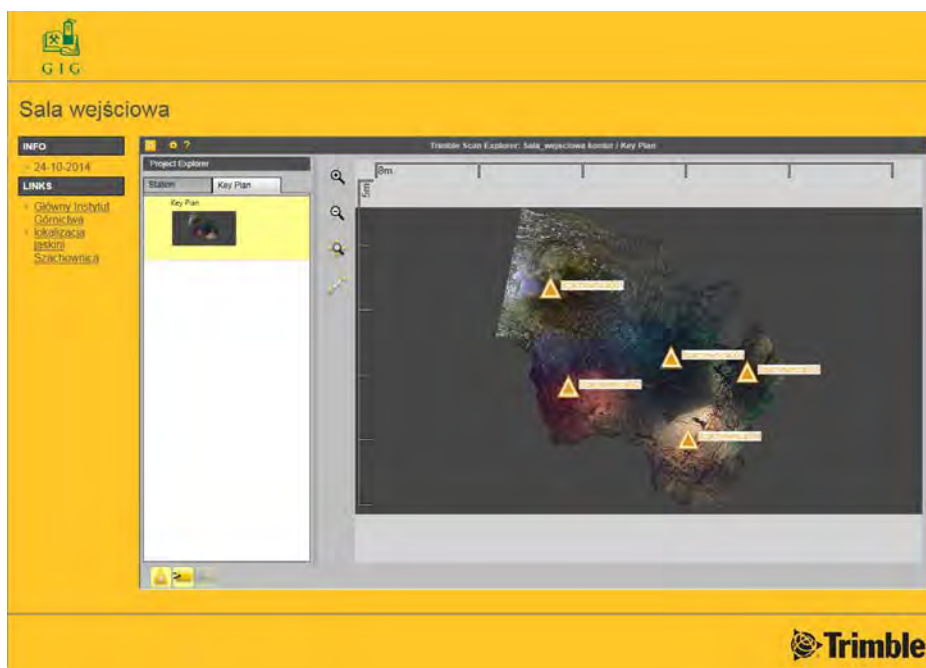 GIG
Sala wejściowa
INFO
24-10-2014
LINKS
Główny Instytut
Górnictwa
lokalizacja
jaskini
Szachownica
?
Trimble Scan Explorer: Sala_wejsciowa koniur / Key Plan
Project Explorer
Station
Key Plan
Key Plan
8m
5m
Trimble